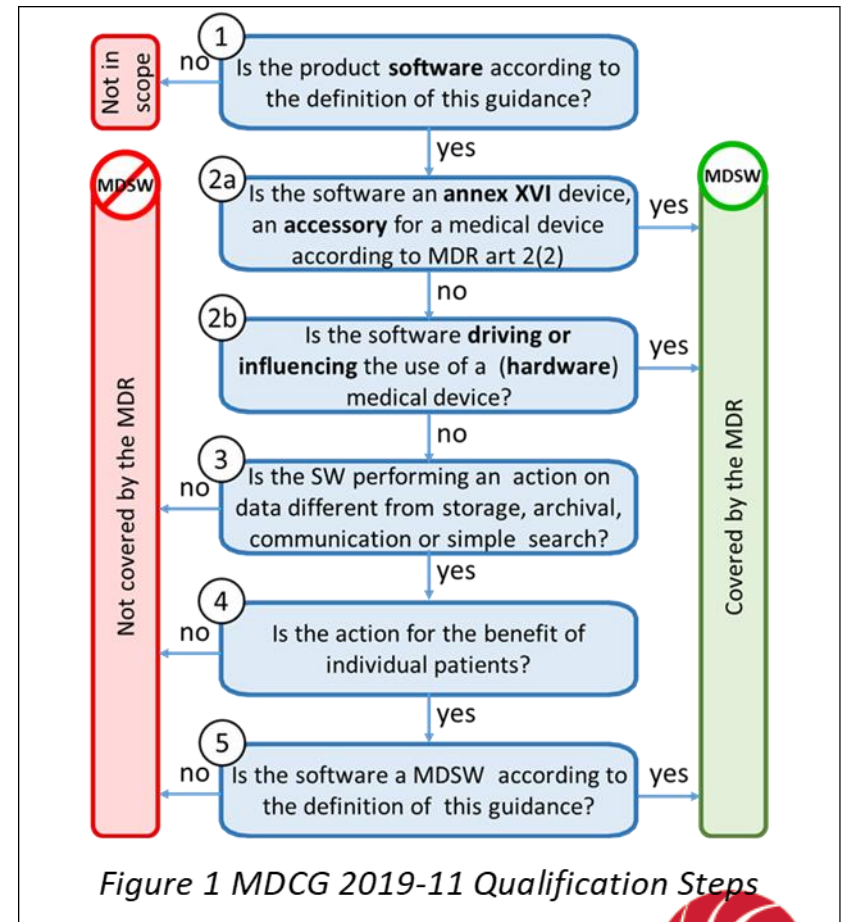 1
Not in
scope
no
Is the product software according to
the definition of this guidance?
yes
MDSW
MDSW
2a
Is the software an annex XVI device,
an accessory for a medical device
according to MDR art 2(2)
yes
no
2b
Is the software driving or
influencing the use of a (hardware)
medical device?
yes
no
3
Is the SW performing an action on
data different from storage, archival,
communication or simple search?
no
yes
Not covered by the MDR
Covered by the MDR
4
Is the action for the benefit of
individual patients?
no
yes
5
Is the software a MDSW according to
the definition of this guidance?
no
yes
Figure 1 MDCG 2019-11 Qualification Steps